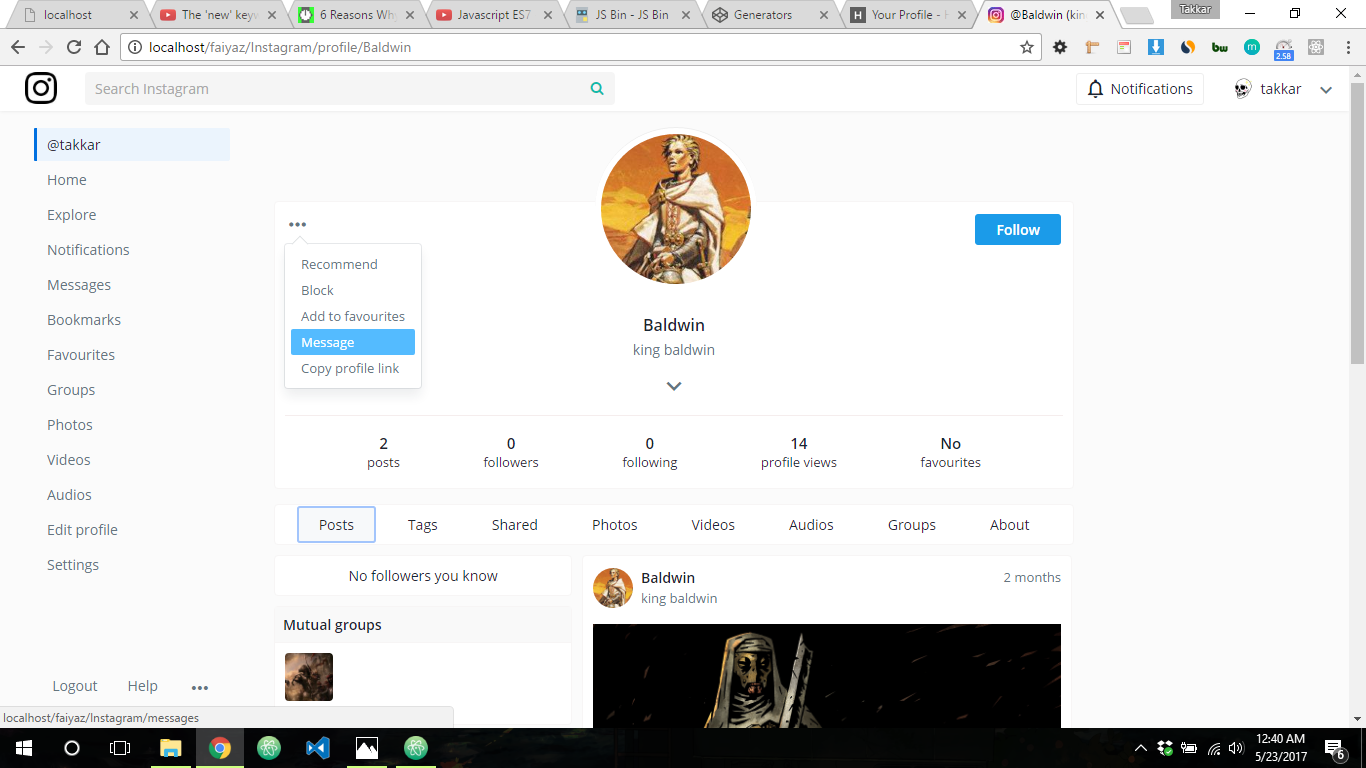 localhost
The 'new' keyw
6 Reasons Why
Javascript ES7
JS Bin - JS Bin
Generators
Your Profile - H
@Baldwin (kin
Takkar
localhost/faiyaz/Instagram/profile/Baldwin
bw
m
2.58
Search Instagram
Notifications
takkar
@takkar
Home
Explore
Notifications
Messages
Bookmarks
Favourites
Groups
Photos
Videos
Audios
Edit profile
Settings
Logout Help
Follow
Recommend
Block
Add to favourites
Message
Copy profile link
Baldwin
king baldwin
2 0 0 14 No
posts followers following profile views favourites
Posts Tags Shared Photos Videos Audios Groups About
No followers you know
Mutual groups
Baldwin
king baldwin
2 months
localhost/faiyaz/Instagram/messages
12:40 AM
5/23/2017
6